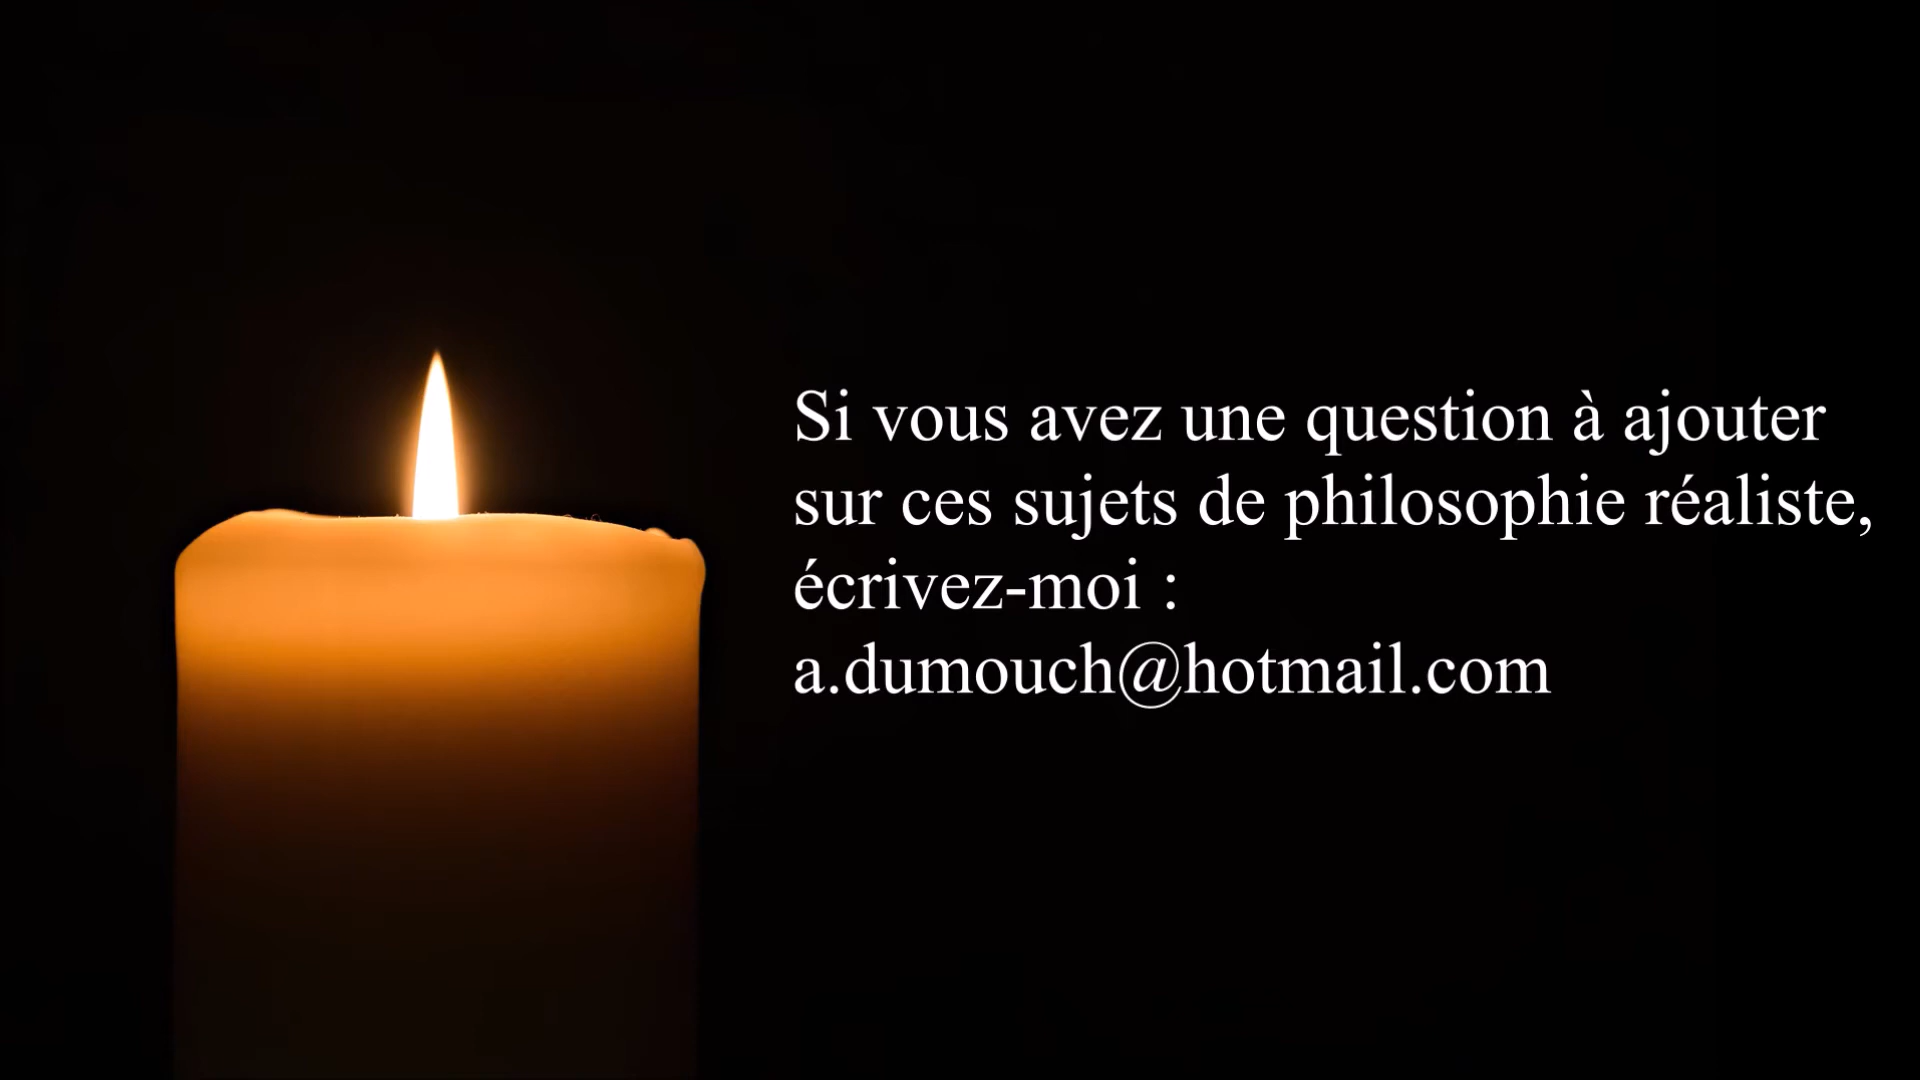 Si vous avez une question à ajouter
sur ces sujets de philosophie réaliste,
écrivez-moi :
a.dumouch@hotmail.com